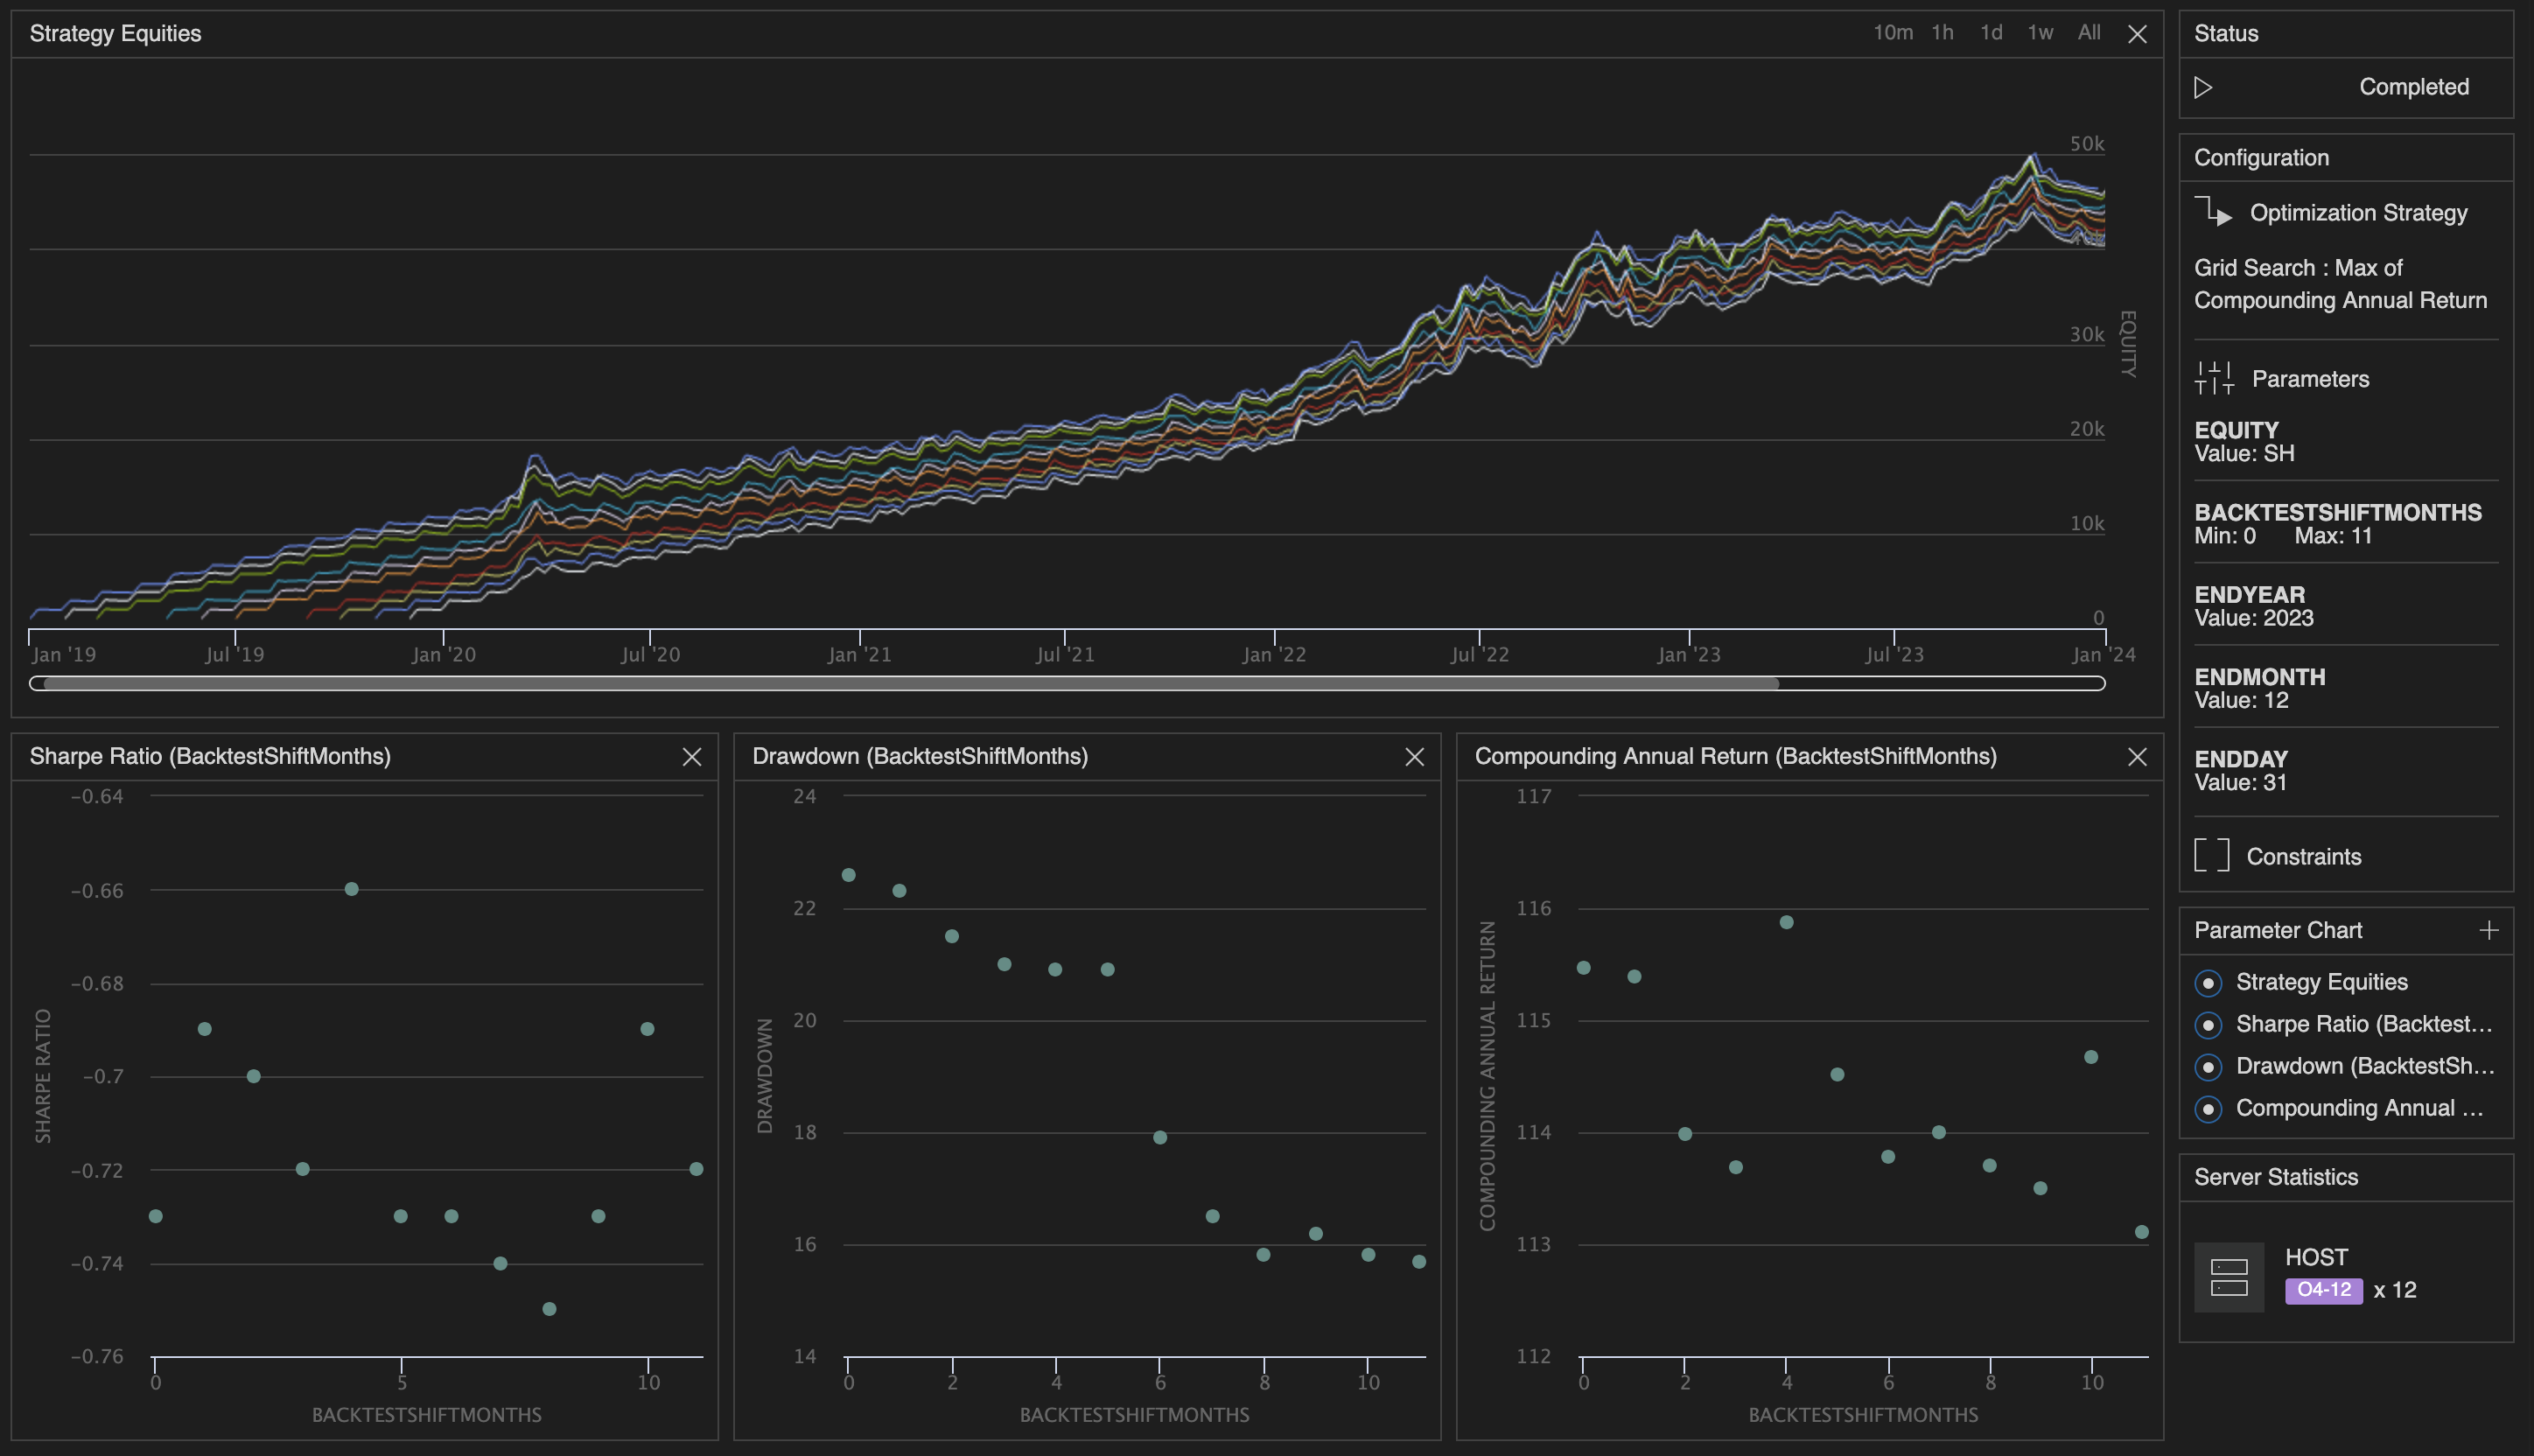 Strategy Equities
10m 1h 1d 1w All
50k
40k
30k
20k
10k
0
EQUITY
Jan '19 Jul '19 Jan '20 Jul '20 Jan '21 Jul '21 Jan '22 Jul '22 Jan '23 Jul '23 Jan '24
Sharpe Ratio (BacktestShiftMonths)
−0.64
−0.66
−0.68
−0.7
−0.72
−0.74
−0.76
SHARPE RATIO
0 5 10
BACKTESTSHIFTMONTHS
Drawdown (BacktestShiftMonths)
24
22
20
18
16
14
DRAWDOWN
0 2 4 6 8 10
BACKTESTSHIFTMONTHS
Compounding Annual Return (BacktestShiftMonths)
117
116
115
114
113
112
COMPOUNDING ANNUAL RETURN
0 2 4 6 8 10
BACKTESTSHIFTMONTHS
Status
Completed
Configuration
Optimization Strategy
Grid Search : Max of
Compounding Annual Return
Parameters
EQUITY
Value: SH
BACKTESTSHIFTMONTHS
Min: 0 Max: 11
ENDYEAR
Value: 2023
ENDMONTH
Value: 12
ENDDAY
Value: 31
Constraints
Parameter Chart
Strategy Equities
Sharpe Ratio (Backtest...
Drawdown (BacktestSh...
Compounding Annual ...
Server Statistics
HOST
O4-12 x 12